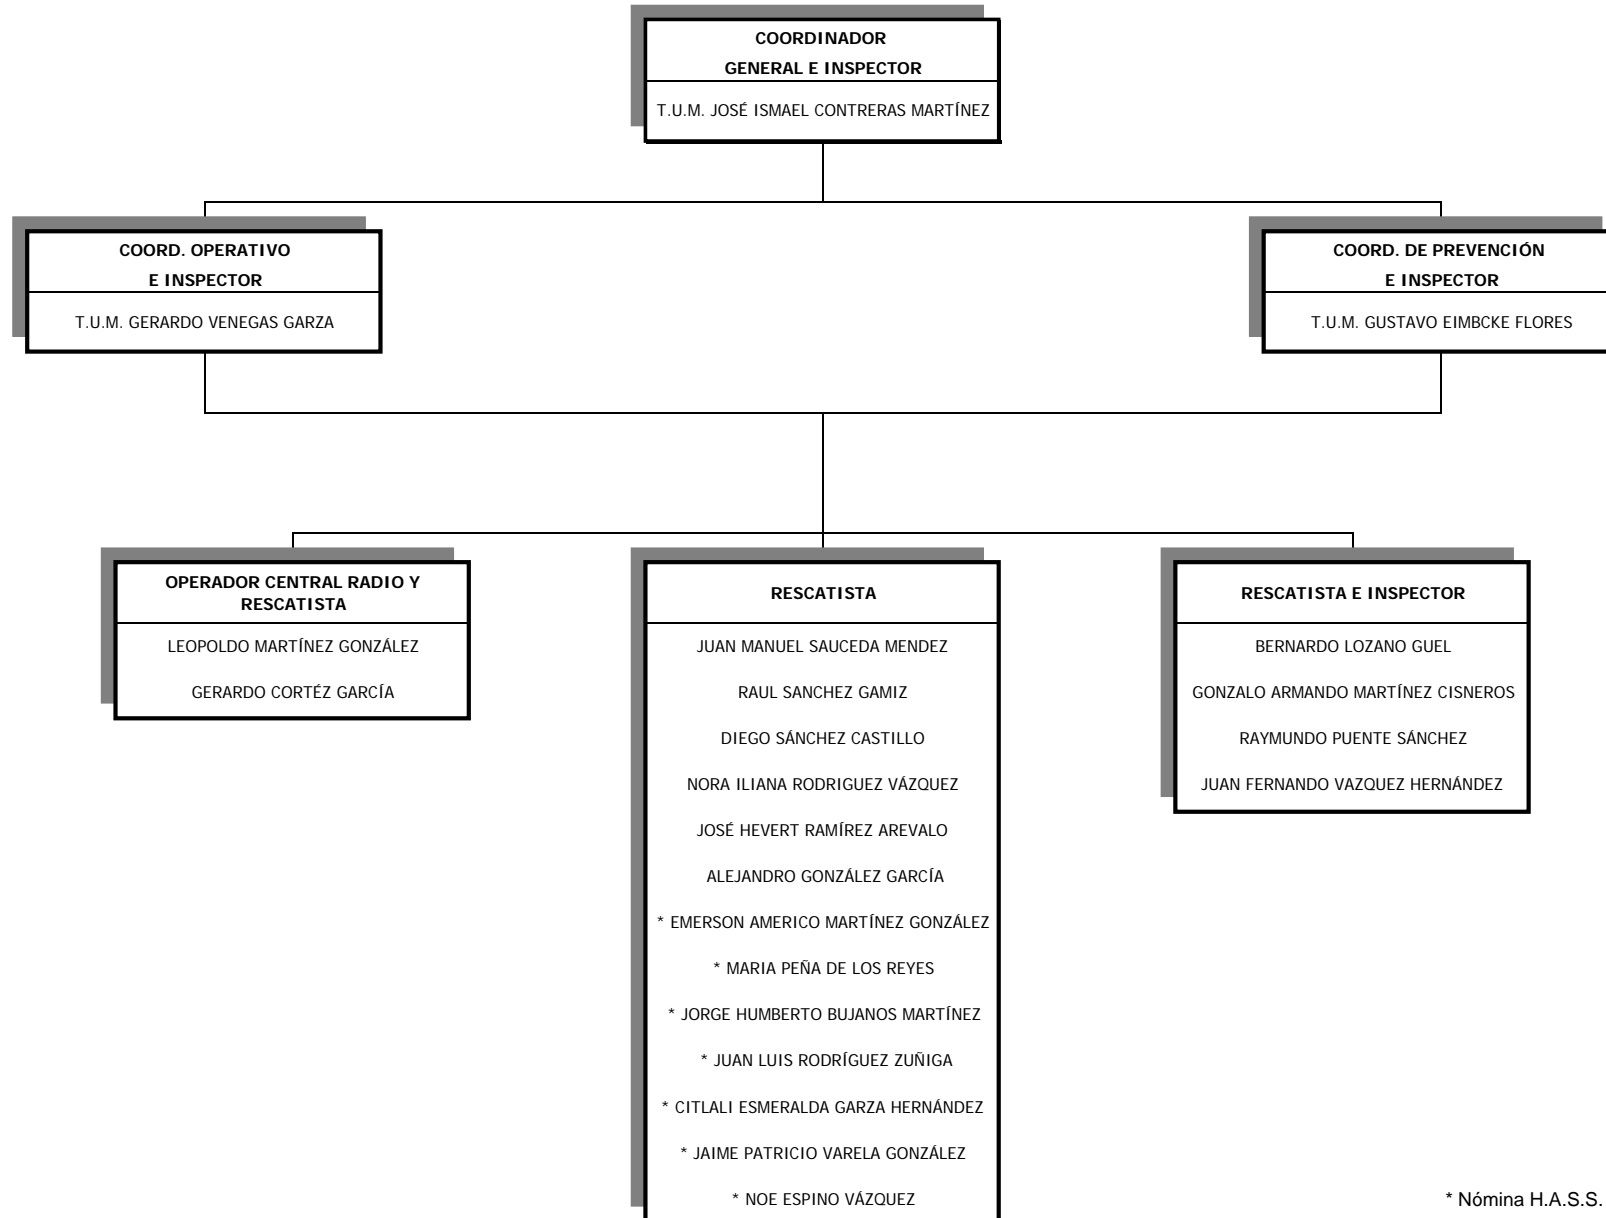 COORDINADOR
GENERAL E INSPECTOR
T.U.M. JOSÉ ISMAEL CONTRERAS MARTÍNEZ
COORD. OPERATIVO
E INSPECTOR
T.U.M. GERARDO VENEGAS GARZA
COORD. DE PREVENCIÓN
E INSPECTOR
T.U.M. GUSTAVO EIMBCKE FLORES
OPERADOR CENTRAL RADIO Y
RESCATISTA
LEOPOLDO MARTÍNEZ GONZÁLEZ
GERARDO CORTÉZ GARCÍA
RESCATISTA
JUAN MANUEL SAUCEDA MENDEZ
RAUL SANCHEZ GAMIZ
DIEGO SÁNCHEZ CASTILLO
NORA ILIANA RODRIGUEZ VÁZQUEZ
JOSÉ HEVERT RAMÍREZ AREVALO
ALEJANDRO GONZÁLEZ GARCÍA
* EMERSON AMERICO MARTÍNEZ GONZÁLEZ
* MARIA PEÑA DE LOS REYES
* JORGE HUMBERTO BUJANOS MARTÍNEZ
* JUAN LUIS RODRÍGUEZ ZUÑIGA
* CITLALI ESMERALDA GARZA HERNÁNDEZ
* JAIME PATRICIO VARELA GONZÁLEZ
* NOE ESPINO VÁZQUEZ
RESCATISTA E INSPECTOR
BERNARDO LOZANO GUEL
GONZALO ARMANDO MARTÍNEZ CISNEROS
RAYMUNDO PUENTE SÁNCHEZ
JUAN FERNANDO VAZQUEZ HERNÁNDEZ
* Nómina H.A.S.S.